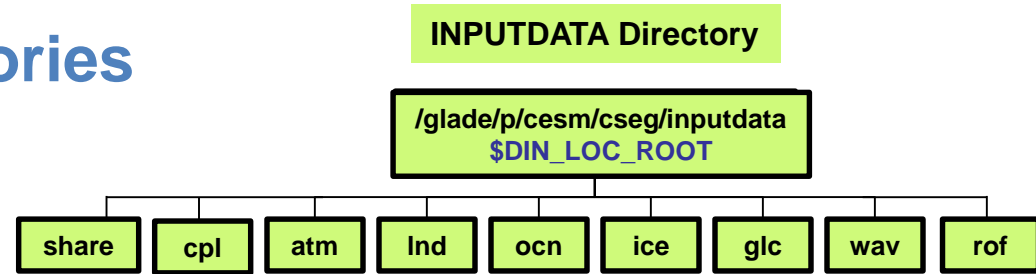 INPUTDATA Directory
ories
/glade/p/cesm/cseg/inputdata
$DIN_LOC_ROOT
share cpl atm lnd ocn ice glc wav rof